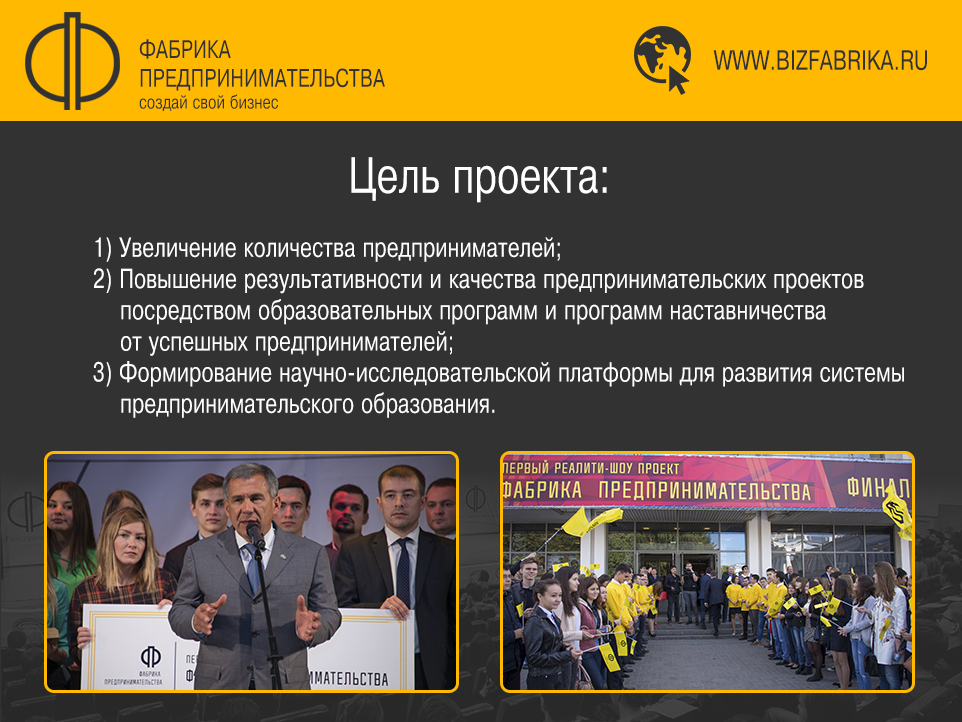 ФАБРИКА
ПРЕДПРИНИМАТЕЛЬСТВА
создай свой бизнес
WWW.BIZFABRIKA.RU
Цель проекта:
1) Увеличение количества предпринимателей;
2) Повышение результативности и качества предпринимательских проектов
посредством образовательных программ и программ наставничества
от успешных предпринимателей;
3) Формирование научно-исследовательской платформы для развития системы
предпринимательского образования.
ФАБРИКА
ПРЕДПРИНИМАТЕЛЬСТВА
ПЕРВЫЙ РЕАЛИТИ-ШОУ ПРОЕКТ
ФАБРИКА ПРЕДПРИНИМАТЕЛЬСТВА
ФИНАЛ